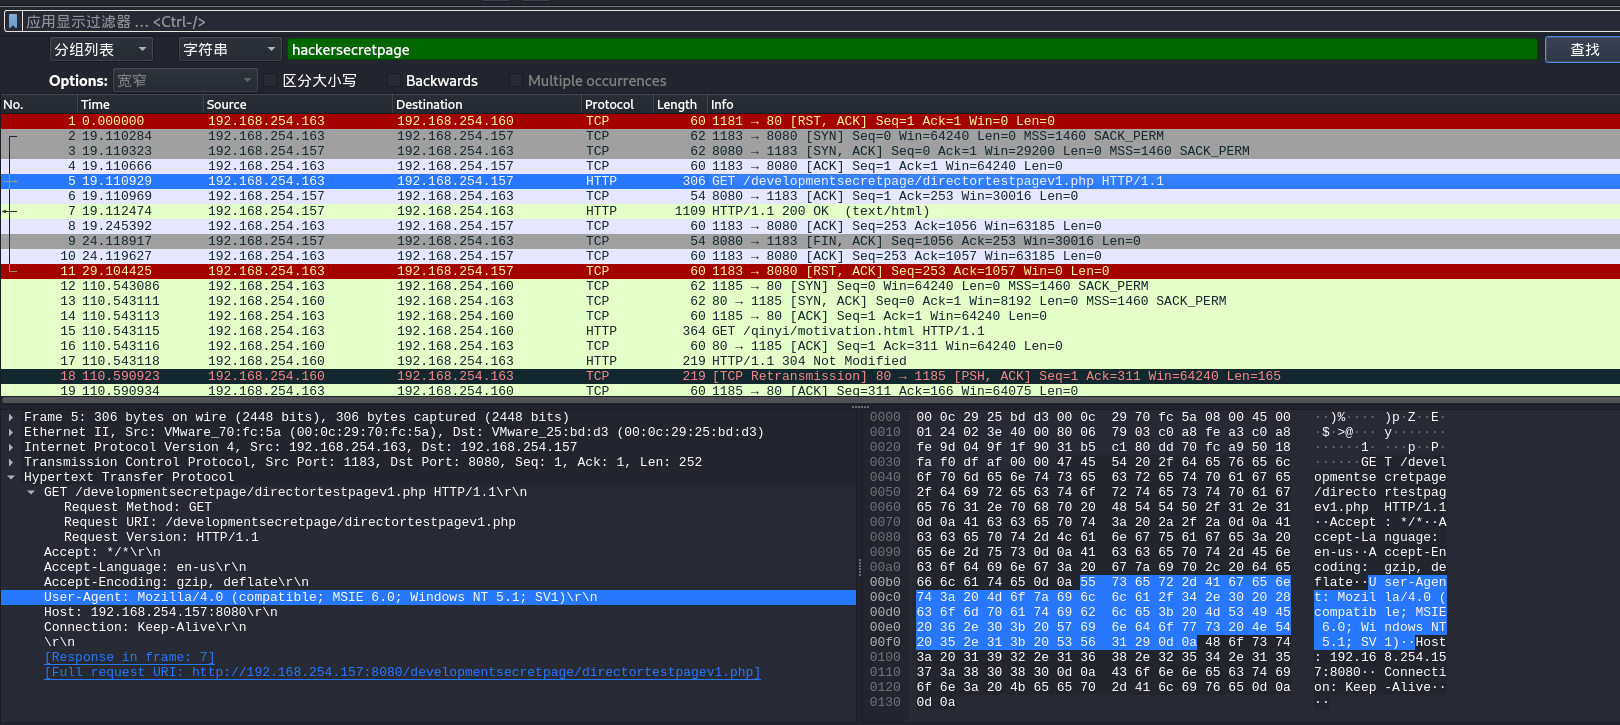 应用显示过滤器 … <Ctrl-/>
分组列表 字符串 hackersecretpage 查找
Options: 宽窄 区分大小写 Backwards Multiple occurrences
No. Time Source Destination Protocol Length Info
1 0.000000 192.168.254.163 192.168.254.160 TCP 60 1181 → 80 [RST, ACK] Seq=1 Ack=1 Win=0 Len=0
2 19.110284 192.168.254.163 192.168.254.157 TCP 62 1183 → 8080 [SYN] Seq=0 Win=64240 Len=0 MSS=1460 SACK_PERM
3 19.110323 192.168.254.157 192.168.254.163 TCP 62 8080 → 1183 [SYN, ACK] Seq=0 Ack=1 Win=29200 Len=0 MSS=1460 SACK_PERM
4 19.110666 192.168.254.163 192.168.254.157 TCP 60 1183 → 8080 [ACK] Seq=1 Ack=1 Win=64240 Len=0
5 19.110929 192.168.254.163 192.168.254.157 HTTP 306 GET /developmentsecretpage/directortestpagev1.php HTTP/1.1
6 19.110969 192.168.254.157 192.168.254.163 TCP 54 8080 → 1183 [ACK] Seq=1 Ack=253 Win=30016 Len=0
7 19.112474 192.168.254.157 192.168.254.163 HTTP 1109 HTTP/1.1 200 OK  (text/html)
8 19.245392 192.168.254.163 192.168.254.157 TCP 60 1183 → 8080 [ACK] Seq=253 Ack=1056 Win=63185 Len=0
9 24.118917 192.168.254.157 192.168.254.163 TCP 54 8080 → 1183 [FIN, ACK] Seq=1056 Ack=253 Win=30016 Len=0
10 24.119627 192.168.254.163 192.168.254.157 TCP 60 1183 → 8080 [ACK] Seq=253 Ack=1057 Win=63185 Len=0
11 29.104425 192.168.254.163 192.168.254.157 TCP 60 1183 → 8080 [RST, ACK] Seq=253 Ack=1057 Win=0 Len=0
12 110.543086 192.168.254.163 192.168.254.160 TCP 62 1185 → 80 [SYN] Seq=0 Win=64240 Len=0 MSS=1460 SACK_PERM
13 110.543111 192.168.254.160 192.168.254.163 TCP 62 80 → 1185 [SYN, ACK] Seq=0 Ack=1 Win=8192 Len=0 MSS=1460 SACK_PERM
14 110.543113 192.168.254.163 192.168.254.160 TCP 60 1185 → 80 [ACK] Seq=1 Ack=1 Win=64240 Len=0
15 110.543115 192.168.254.163 192.168.254.160 HTTP 364 GET /qinyi/motivation.html HTTP/1.1
16 110.543116 192.168.254.160 192.168.254.163 TCP 60 80 → 1185 [ACK] Seq=1 Ack=311 Win=64240 Len=0
17 110.543118 192.168.254.160 192.168.254.163 HTTP 219 HTTP/1.1 304 Not Modified
18 110.590923 192.168.254.160 192.168.254.163 TCP 219 [TCP Retransmission] 80 → 1185 [PSH, ACK] Seq=1 Ack=311 Win=64240 Len=165
19 110.590934 192.168.254.163 192.168.254.160 TCP 60 1185 → 80 [ACK] Seq=311 Ack=166 Win=64075 Len=0
Frame 5: 306 bytes on wire (2448 bits), 306 bytes captured (2448 bits)
Ethernet II, Src: VMware_70:fc:5a (00:0c:29:70:fc:5a), Dst: VMware_25:bd:d3 (00:0c:29:25:bd:d3)
Internet Protocol Version 4, Src: 192.168.254.163, Dst: 192.168.254.157
Transmission Control Protocol, Src Port: 1183, Dst Port: 8080, Seq: 1, Ack: 1, Len: 252
Hypertext Transfer Protocol
GET /developmentsecretpage/directortestpagev1.php HTTP/1.1\r\n
Request Method: GET
Request URI: /developmentsecretpage/directortestpagev1.php
Request Version: HTTP/1.1
Accept: */*\r\n
Accept-Language: en-us\r\n
Accept-Encoding: gzip, deflate\r\n
User-Agent: Mozilla/4.0 (compatible; MSIE 6.0; Windows NT 5.1; SV1)\r\n
Host: 192.168.254.157:8080\r\n
Connection: Keep-Alive\r\n
\r\n
[Response in frame: 7]
[Full request URI: http://192.168.254.157:8080/developmentsecretpage/directortestpagev1.php]
0000 00 0c 29 25 bd d3 00 0c 29 70 fc 5a 08 00 45 00 ··)%···· )p·Z··E·
0010 01 24 02 3e 40 00 80 06 79 03 c0 a8 fe a3 c0 a8 ·$·>@··· y·······
0020 fe 9d 04 9f 1f 90 31 b5 c1 80 dd 70 fc a9 50 18 ······1· ···p··P·
0030 fa f0 df af 00 00 47 45 54 20 2f 64 65 76 65 6c ······GE T /devel
0040 6f 70 6d 65 6e 74 73 65 63 72 65 74 70 61 67 65 opmentse cretpage
0050 2f 64 69 72 65 63 74 6f 72 74 65 73 74 70 61 67 /directo rtestpag
0060 65 76 31 2e 70 68 70 20 48 54 54 50 2f 31 2e 31 ev1.php  HTTP/1.1
0070 0d 0a 41 63 63 65 70 74 3a 20 2a 2f 2a 0d 0a 41 ··Accept : */*··A
0080 63 63 65 70 74 2d 4c 61 6e 67 75 61 67 65 3a 20 ccept-La nguage:
0090 65 6e 2d 75 73 0d 0a 41 63 63 65 70 74 2d 45 6e en-us··A ccept-En
00a0 63 6f 64 69 6e 67 3a 20 67 7a 69 70 2c 20 64 65 coding:  gzip, de
00b0 66 6c 61 74 65 0d 0a 55 73 65 72 2d 41 67 65 6e flate··U ser-Agen
00c0 74 3a 20 4d 6f 7a 69 6c 6c 61 2f 34 2e 30 20 28 t: Mozil la/4.0 (
00d0 63 6f 6d 70 61 74 69 62 6c 65 3b 20 4d 53 49 45 compatib le; MSIE
00e0 20 36 2e 30 3b 20 57 69 6e 64 6f 77 73 20 4e 54 6.0; Wi ndows NT
00f0 20 35 2e 31 3b 20 53 56 31 29 0d 0a 48 6f 73 74 5.1; SV 1)··Host
0100 3a 20 31 39 32 2e 31 36 38 2e 32 35 34 2e 31 35 : 192.16 8.254.15
0110 37 3a 38 30 38 30 0d 0a 43 6f 6e 6e 65 63 74 69 7:8080·· Connecti
0120 6f 6e 3a 20 4b 65 65 70 2d 41 6c 69 76 65 0d 0a on: Keep -Alive··
0130 0d 0a ··